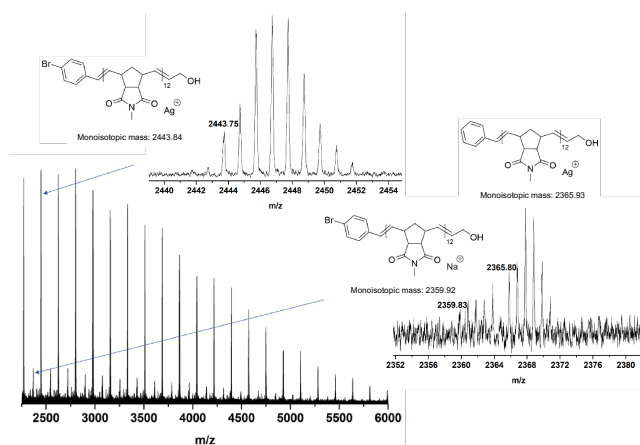 Br
12
OH
O
N
O
Ag
⊕
Monoisotopic mass: 2443.84
2443.75
2440
2442
2444
2446
2448
2450
2452
2454
m/z
12
OH
O
N
O
Ag
⊕
Monoisotopic mass: 2365.93
Br
12
OH
O
N
O
Na
⊕
Monoisotopic mass: 2359.92
2365.80
2359.83
2352
2356
2360
2364
2368
2372
2376
2380
m/z
2500
3000
3500
4000
4500
5000
5500
6000
m/z